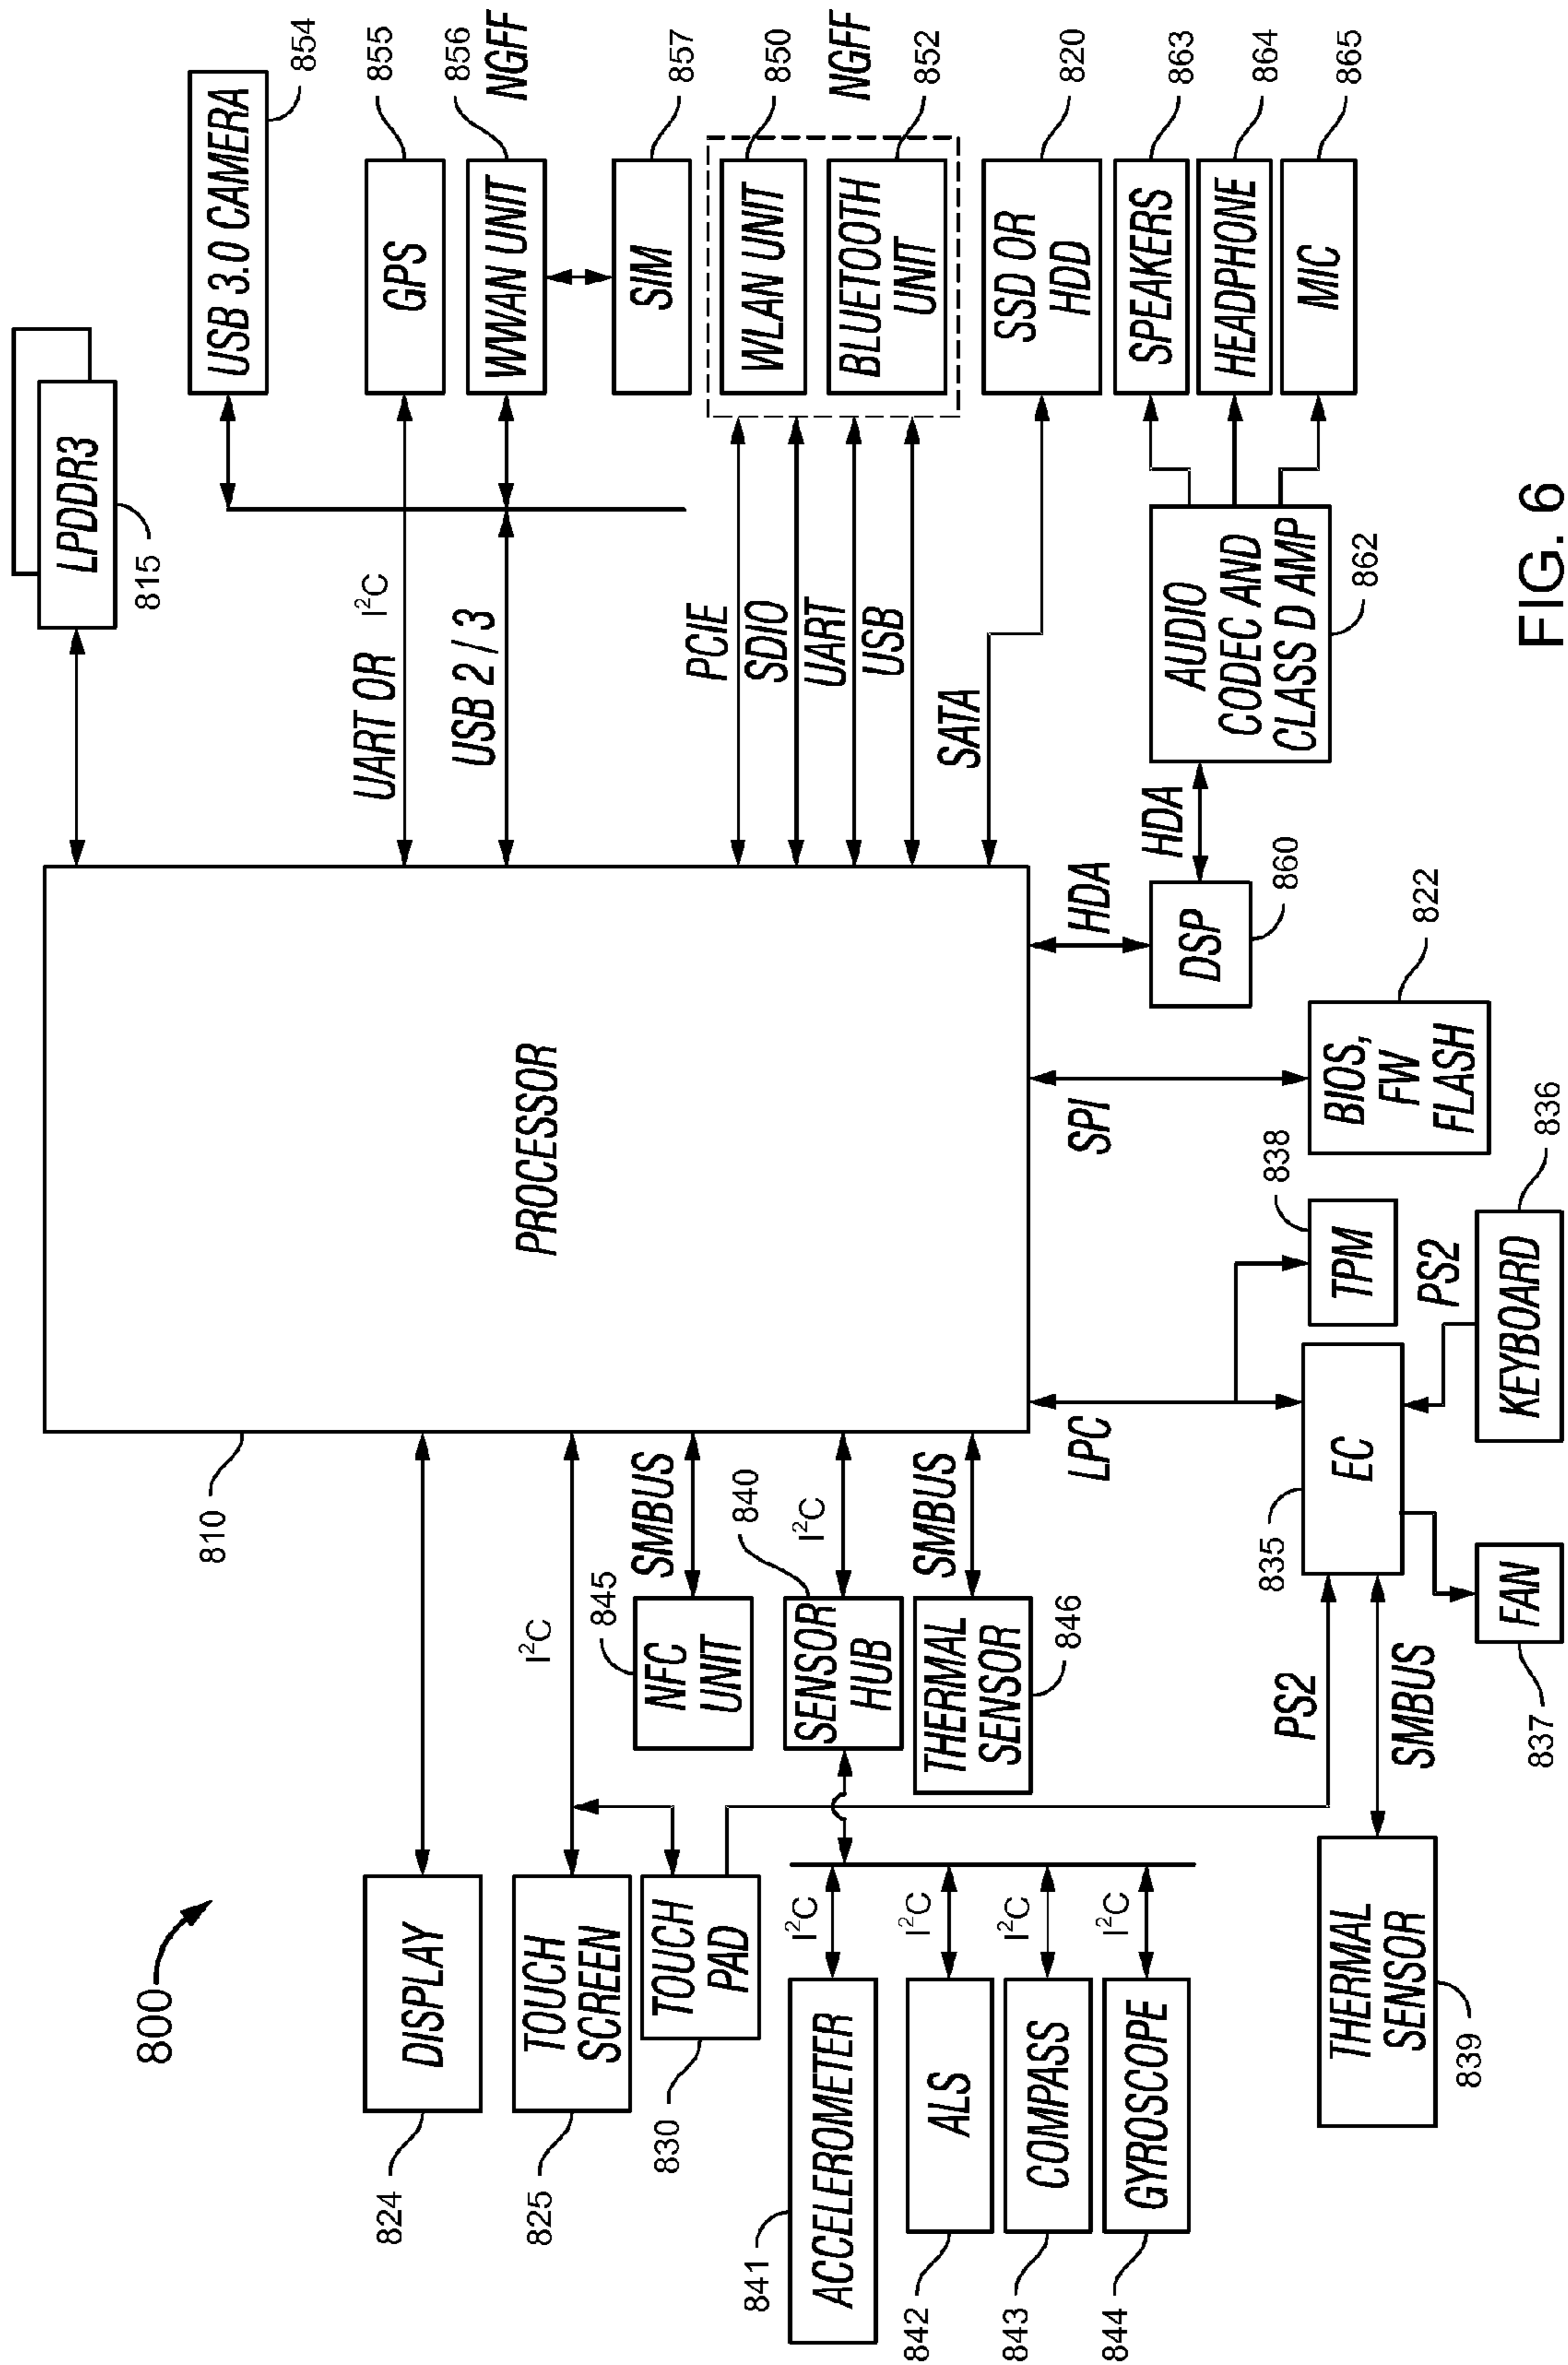 800
LPDDR3
815
USB 3.0 CAMERA
854
DISPLAY
824
810
PROCESSOR
UART OR I²C
GPS
855
USB 2 / 3
WWAN UNIT
856
NGFF
SIM
857
TOUCH
SCREEN
825
I²C
TOUCH
PAD
830
NFC
UNIT
845
SMBUS
SENSOR
HUB
840
I²C
THERMAL
SENSOR
846
SMBUS
PCIE
SDIO
UART
USB
WLAN UNIT
850
BLUETOOTH
UNIT
852
NGFF
SATA
SSD OR
HDD
820
ACCELEROMETER
841
I²C
ALS
842
I²C
COMPASS
843
I²C
GYROSCOPE
844
I²C
LPC
SPI
HDA
DSP
860
HDA
AUDIO
CODEC AND
CLASS D AMP
862
SPEAKERS
863
HEADPHONE
864
MIC
865
THERMAL
SENSOR
839
PS2
SMBUS
835
EC
TPM
838
BIOS,
FW
FLASH
822
FAN
837
PS2
KEYBOARD
836
FIG. 6